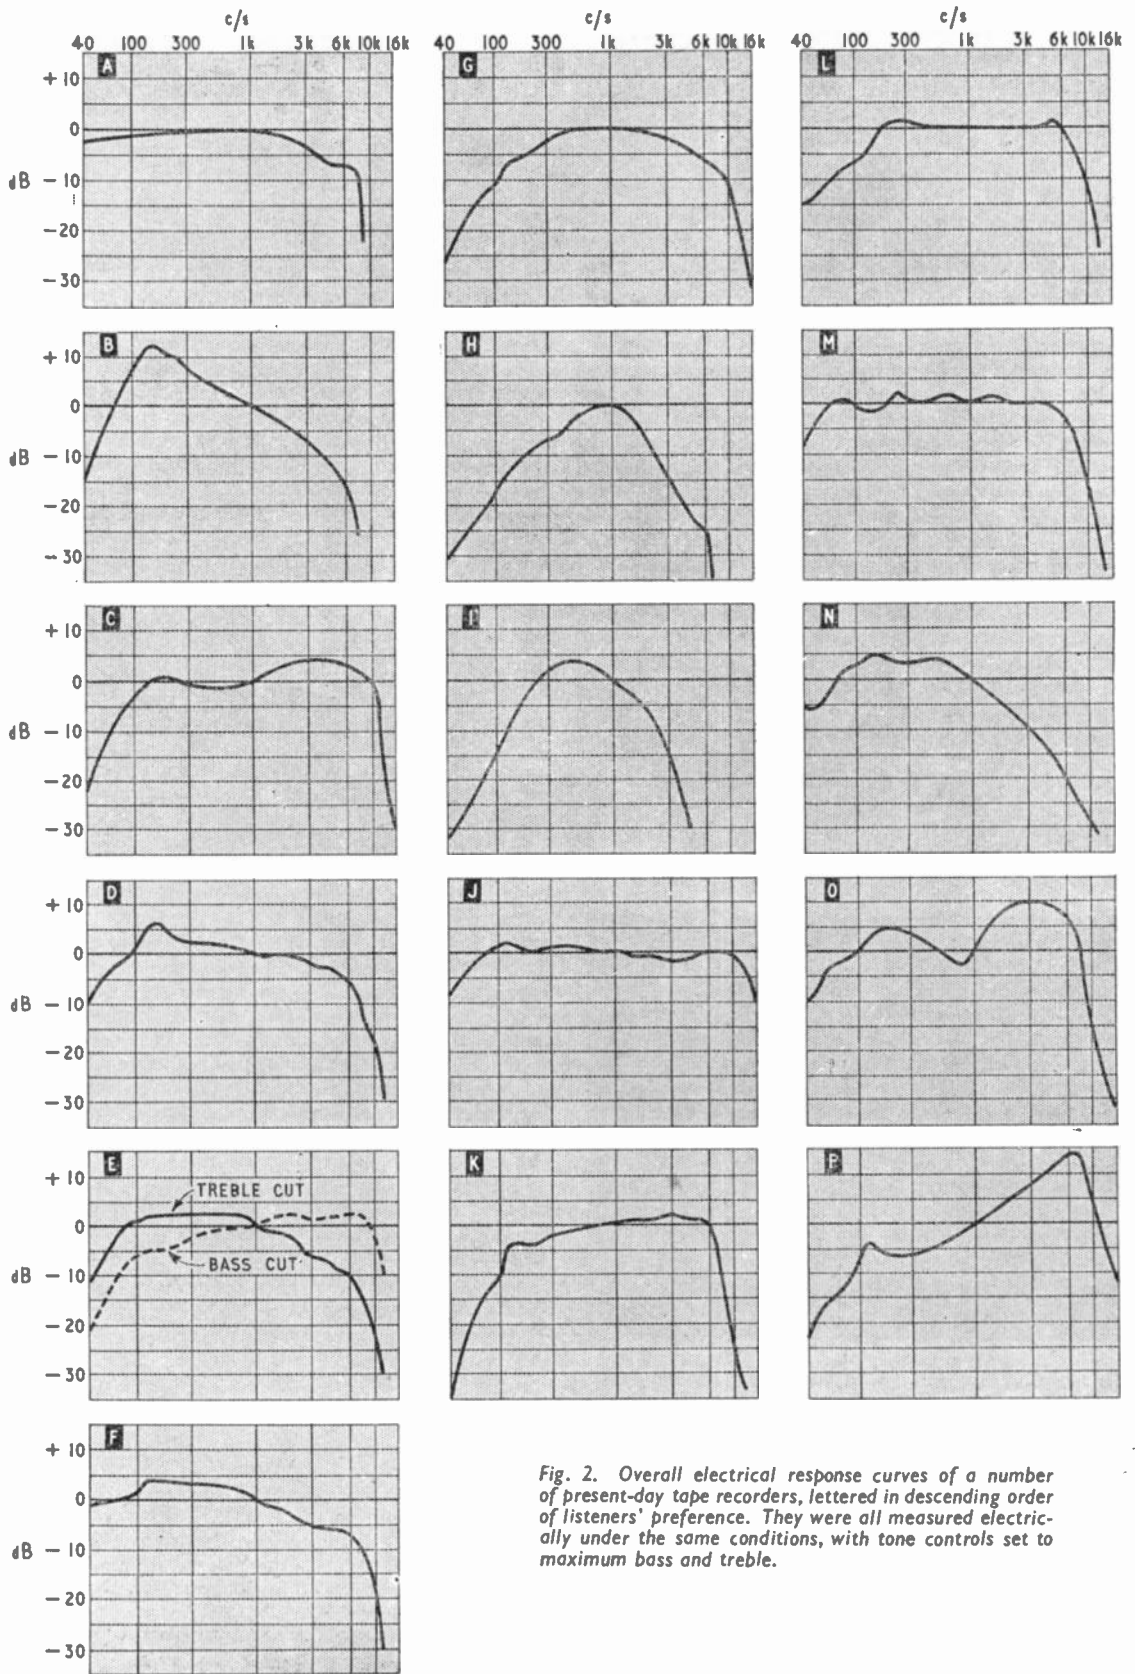 c/s
40 100 300 1k 3k 6k 10k 16k
A
+ 10
0
dB − 10
− 20
− 30
B
+ 10
0
dB − 10
− 20
− 30
C
+ 10
0
dB − 10
− 20
− 30
D
+ 10
0
dB − 10
− 20
− 30
E
+ 10
TREBLE CUT
0
BASS CUT
dB − 10
− 20
− 30
F
+ 10
0
dB − 10
− 20
− 30
c/s
40 100 300 1k 3k 6k 10k 16k
G
H
I
J
K
c/s
40 100 300 1k 3k 6k 10k 16k
L
M
N
O
P
Fig. 2. Overall electrical response curves of a number
of present-day tape recorders, lettered in descending order
of listeners' preference. They were all measured electric-
ally under the same conditions, with tone controls set to
maximum bass and treble.